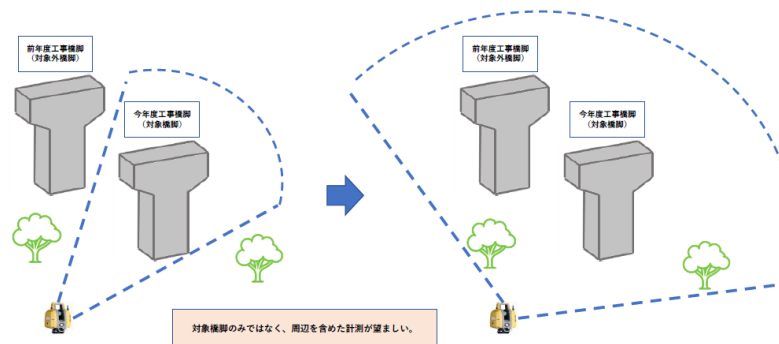 前年度工事橋脚
（対象外橋脚）
今年度工事橋脚
（対象橋脚）
前年度工事橋脚
（対象外橋脚）
今年度工事橋脚
（対象橋脚）
対象橋脚のみではなく、周辺を含めた計測が望ましい。